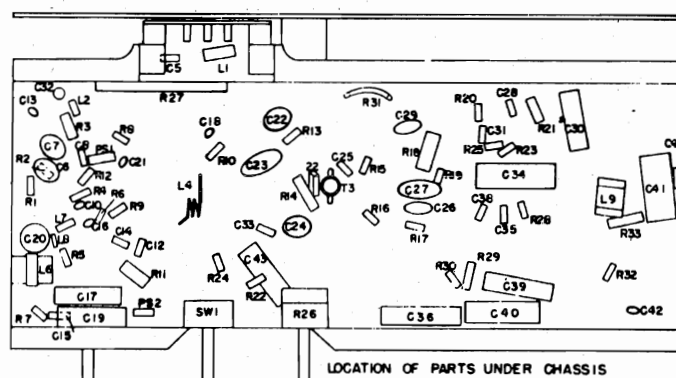 C5 L1
R27
C32
C13
L2
R3
C7
C8
PS1
R8
C21
R2
C6
R12
R1
R4
C10
R6
R9
C16
L7
C20
L8
C14
C12
L6
R5
R11
C17
R7
C19
PS2
C15
C18
R10
C22
R13
C23
L4
22
R14
T3
C25
R15
C33
C24
R16
C43
R24
R22
SW1
R26
R31
C29
R18
R19
C27
C26
R17
R20
C28
R21
C30
C31
R25
R23
C34
C38
C35
R28
R30
R29
C39
C36
C40
L9
R33
C41
R32
C42
LOCATION OF PARTS UNDER CHASSIS